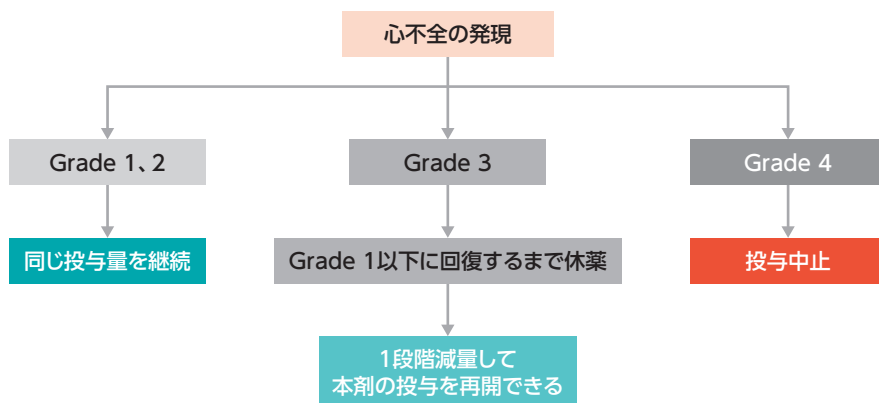 心不全の発現
Grade 1、2
Grade 3
Grade 4
同じ投与量を継続
Grade 1以下に回復するまで休薬
投与中止
1段階減量して
本剤の投与を再開できる